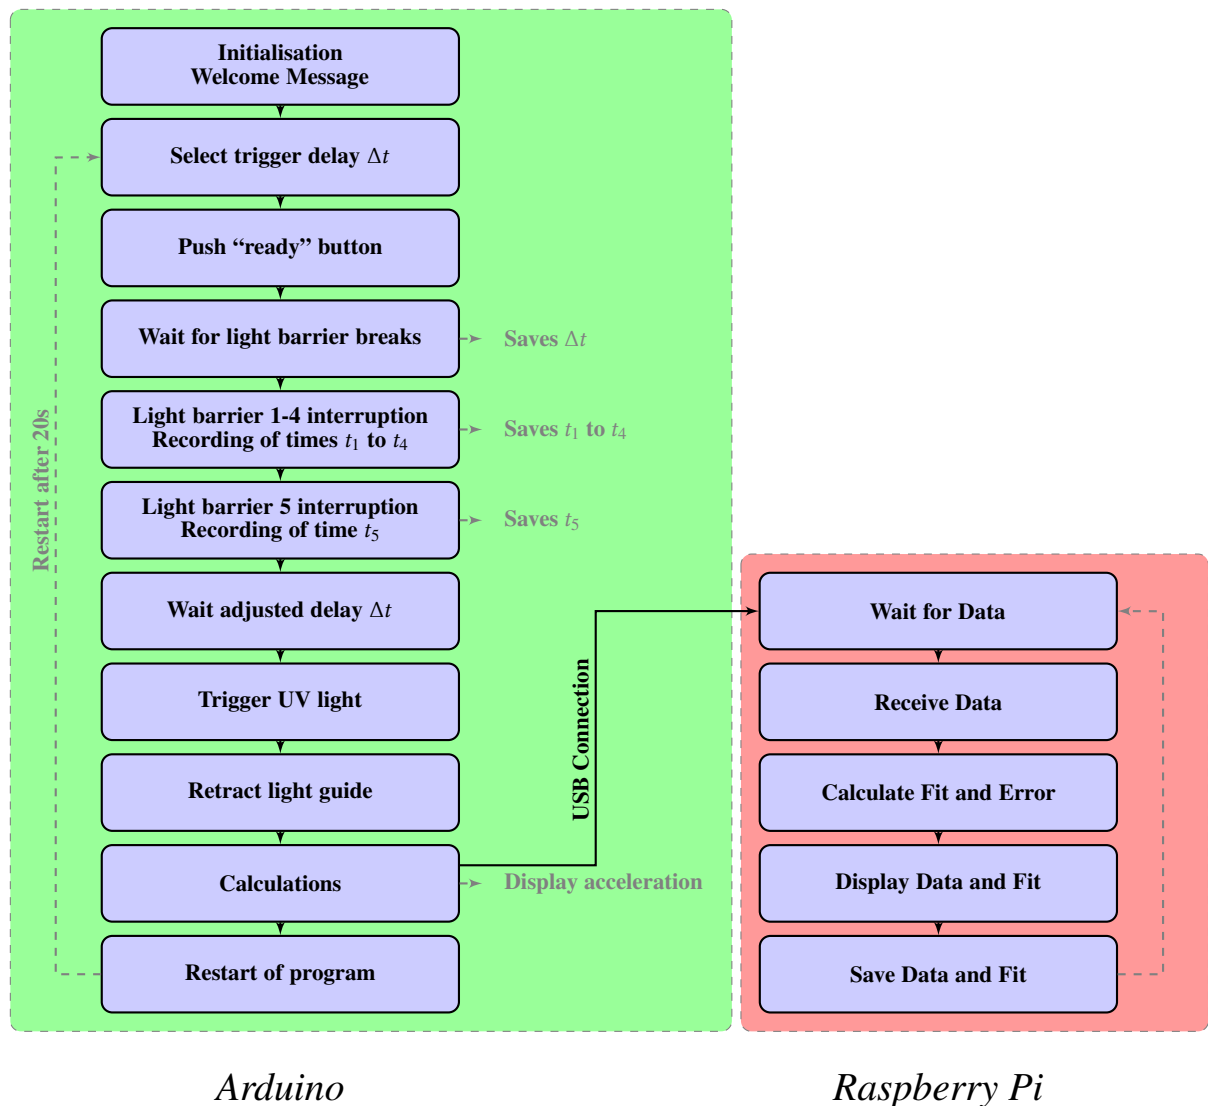 Initialisation
Welcome Message
Select trigger delay Δt
Push “ready” button
Wait for light barrier breaks
Saves Δt
Light barrier 1-4 interruption
Recording of times t₁ to t₄
Saves t₁ to t₄
Light barrier 5 interruption
Recording of time t₅
Saves t₅
Wait adjusted delay Δt
Trigger UV light
Retract light guide
Calculations
Display acceleration
Restart of program
Restart after 20s
USB Connection
Wait for Data
Receive Data
Calculate Fit and Error
Display Data and Fit
Save Data and Fit
Arduino
Raspberry Pi